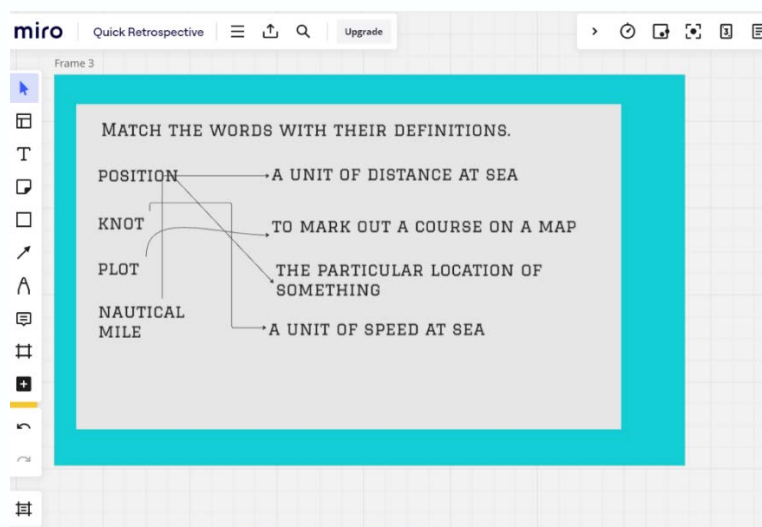 miro
Quick Retrospective
Upgrade
Frame 3
MATCH THE WORDS WITH THEIR DEFINITIONS.
POSITION
A UNIT OF DISTANCE AT SEA
KNOT
TO MARK OUT A COURSE ON A MAP
PLOT
THE PARTICULAR LOCATION OF
SOMETHING
NAUTICAL
MILE
A UNIT OF SPEED AT SEA